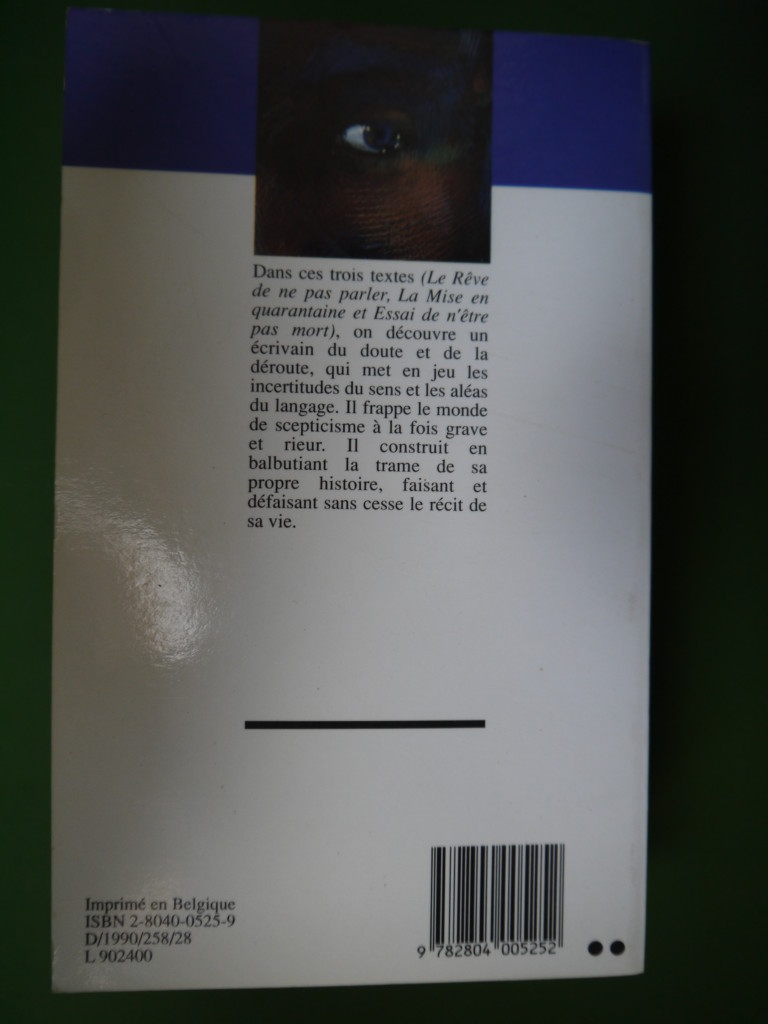 Dans ces trois textes (Le Rêve
de ne pas parler, La Mise en
quarantaine et Essai de n'être
pas mort), on découvre un
écrivain du doute et de la
déroute, qui met en jeu les
incertitudes du sens et les aléas
du langage. Il frappe le monde
de scepticisme à la fois grave
et rieur. Il construit en
balbutiant la trame de sa
propre histoire, faisant et
défaisant sans cesse le récit de
sa vie.
Imprimé en Belgique
ISBN 2-8040-0525-9
D/1990/258/28
L 902400
9 782804 005252